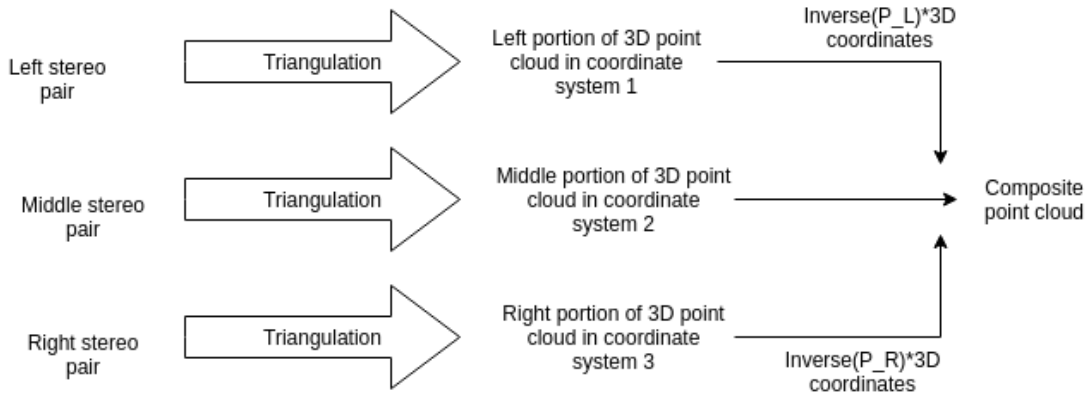 Left stereo
pair
Triangulation
Left portion of 3D point
cloud in coordinate
system 1
Inverse(P_L)*3D
coordinates
Middle stereo
pair
Triangulation
Middle portion of 3D point
cloud in coordinate
system 2
Composite
point cloud
Right stereo
pair
Triangulation
Right portion of 3D point
cloud in coordinate
system 3
Inverse(P_R)*3D
coordinates